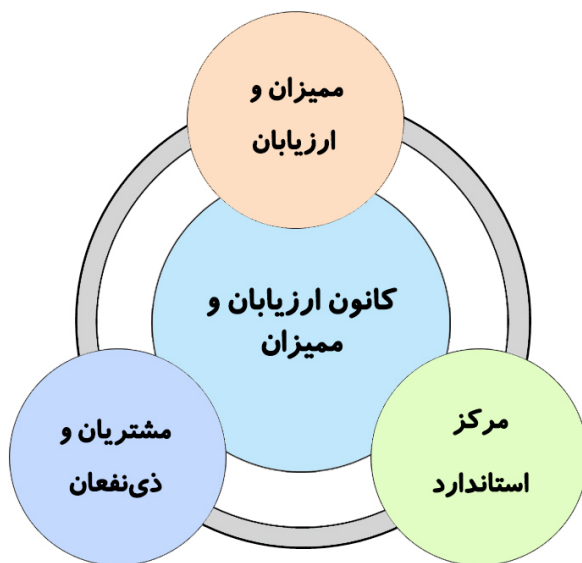 ممیزان و
ارزیابان
کانون ارزیابان و
ممیزان
مشتریان و
ذی‌نفعان
مرکز
استاندارد